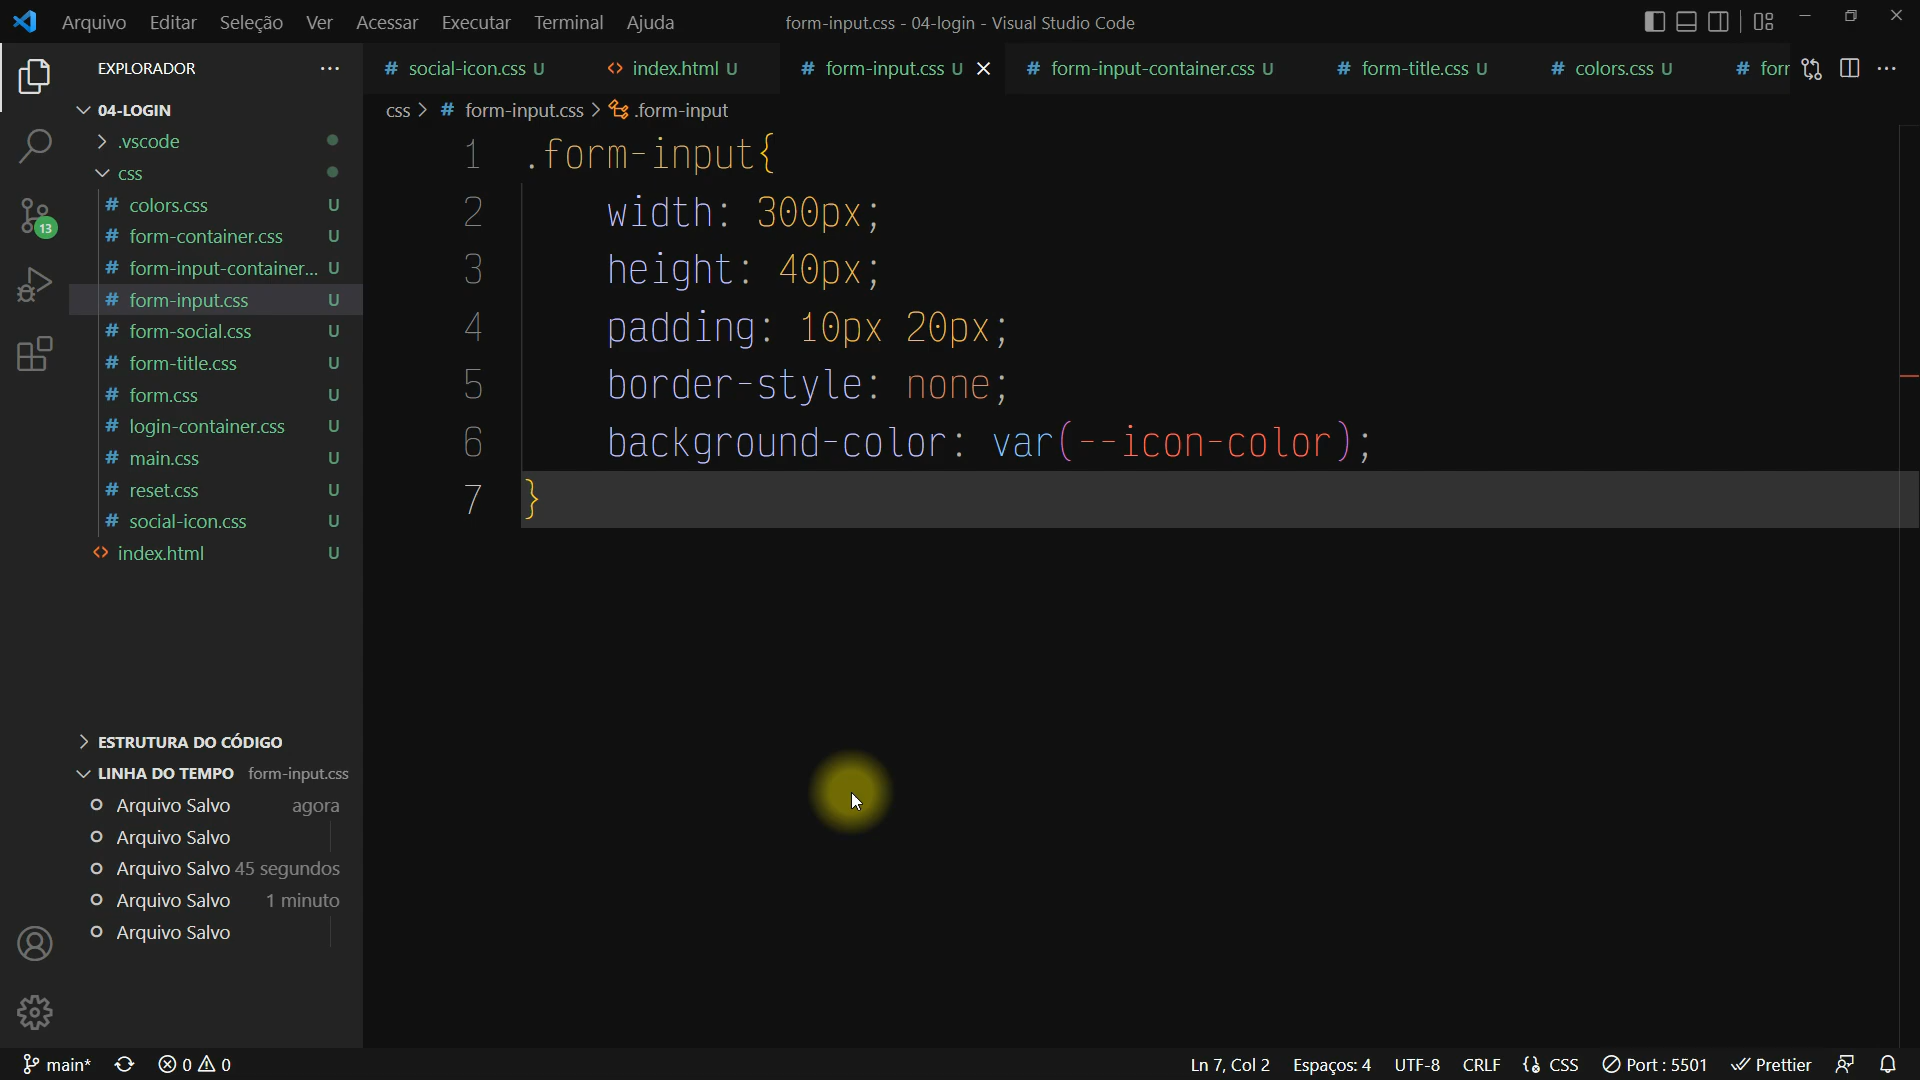 Arquivo Editar Seleção Ver Acessar Executar Terminal Ajuda form-input.css - 04-login - Visual Studio Code
EXPLORADOR
# social-icon.css U <> index.html U # form-input.css U # form-input-container.css U # form-title.css U # colors.css U # forr
04-LOGIN
css > # form-input.css > .form-input
.vscode
css
# colors.css U
# form-container.css U
# form-input-container... U
# form-input.css U
# form-social.css U
# form-title.css U
# form.css U
# login-container.css U
# main.css U
# reset.css U
# social-icon.css U
<> index.html U
13
1 .form-input{
2 width: 300px;
3 height: 40px;
4 padding: 10px 20px;
5 border-style: none;
6 background-color: var(--icon-color);
7 }
ESTRUTURA DO CÓDIGO
LINHA DO TEMPO form-input.css
Arquivo Salvo agora
Arquivo Salvo
Arquivo Salvo 45 segundos
Arquivo Salvo 1 minuto
Arquivo Salvo
main* 0 0 Ln 7, Col 2 Espaços: 4 UTF-8 CRLF CSS Port : 5501 Prettier